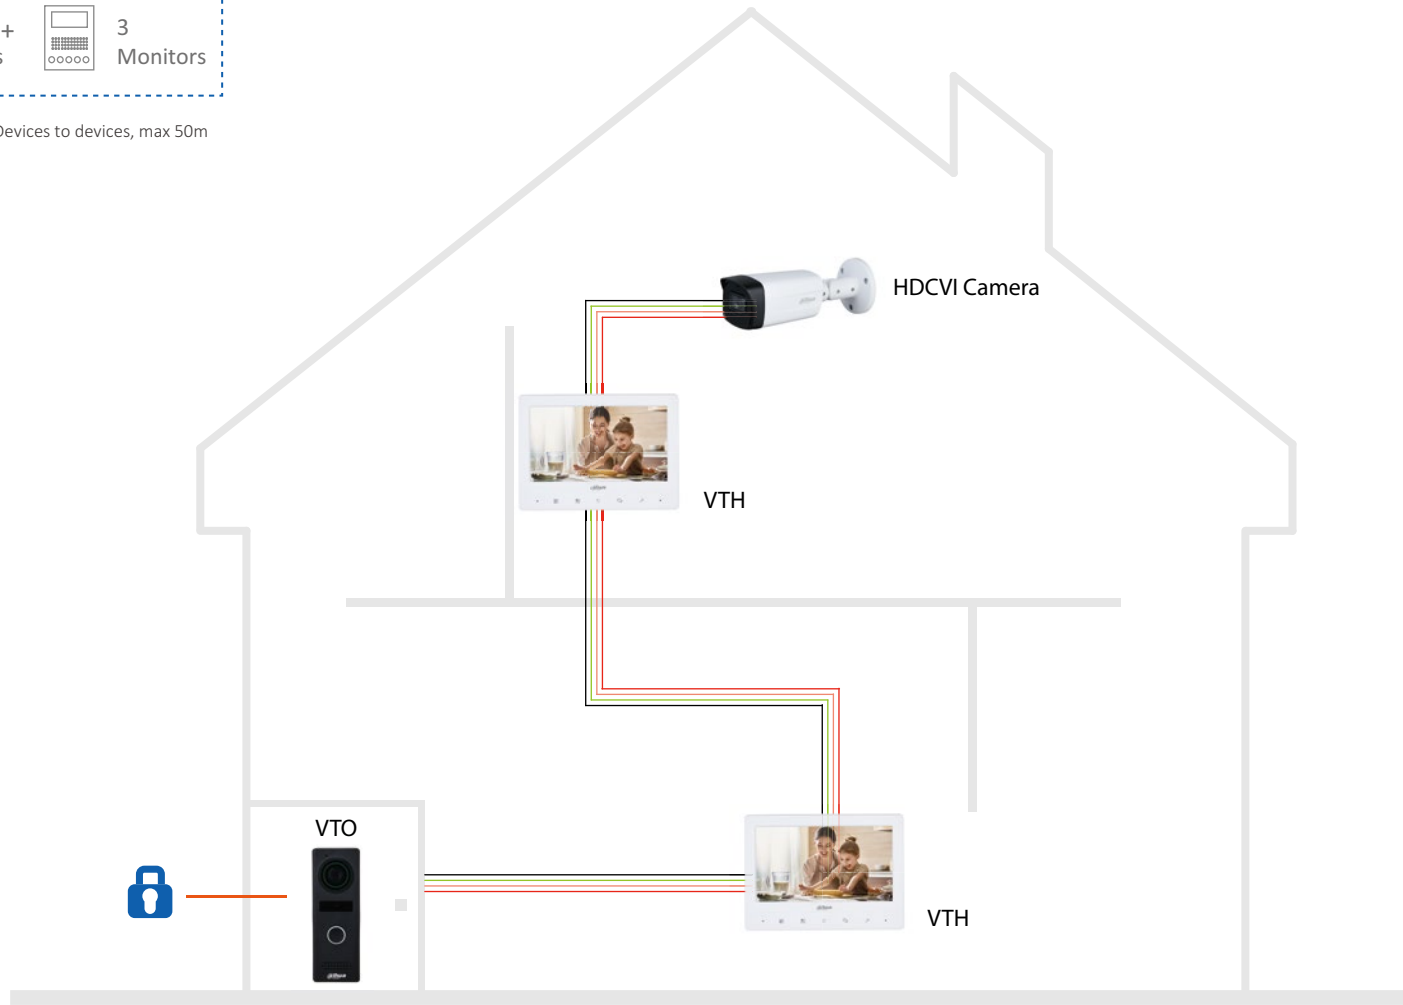 + 3
s Monitors
Devices to devices, max 50m
HDCVI Camera
VTH
VTO
VTH